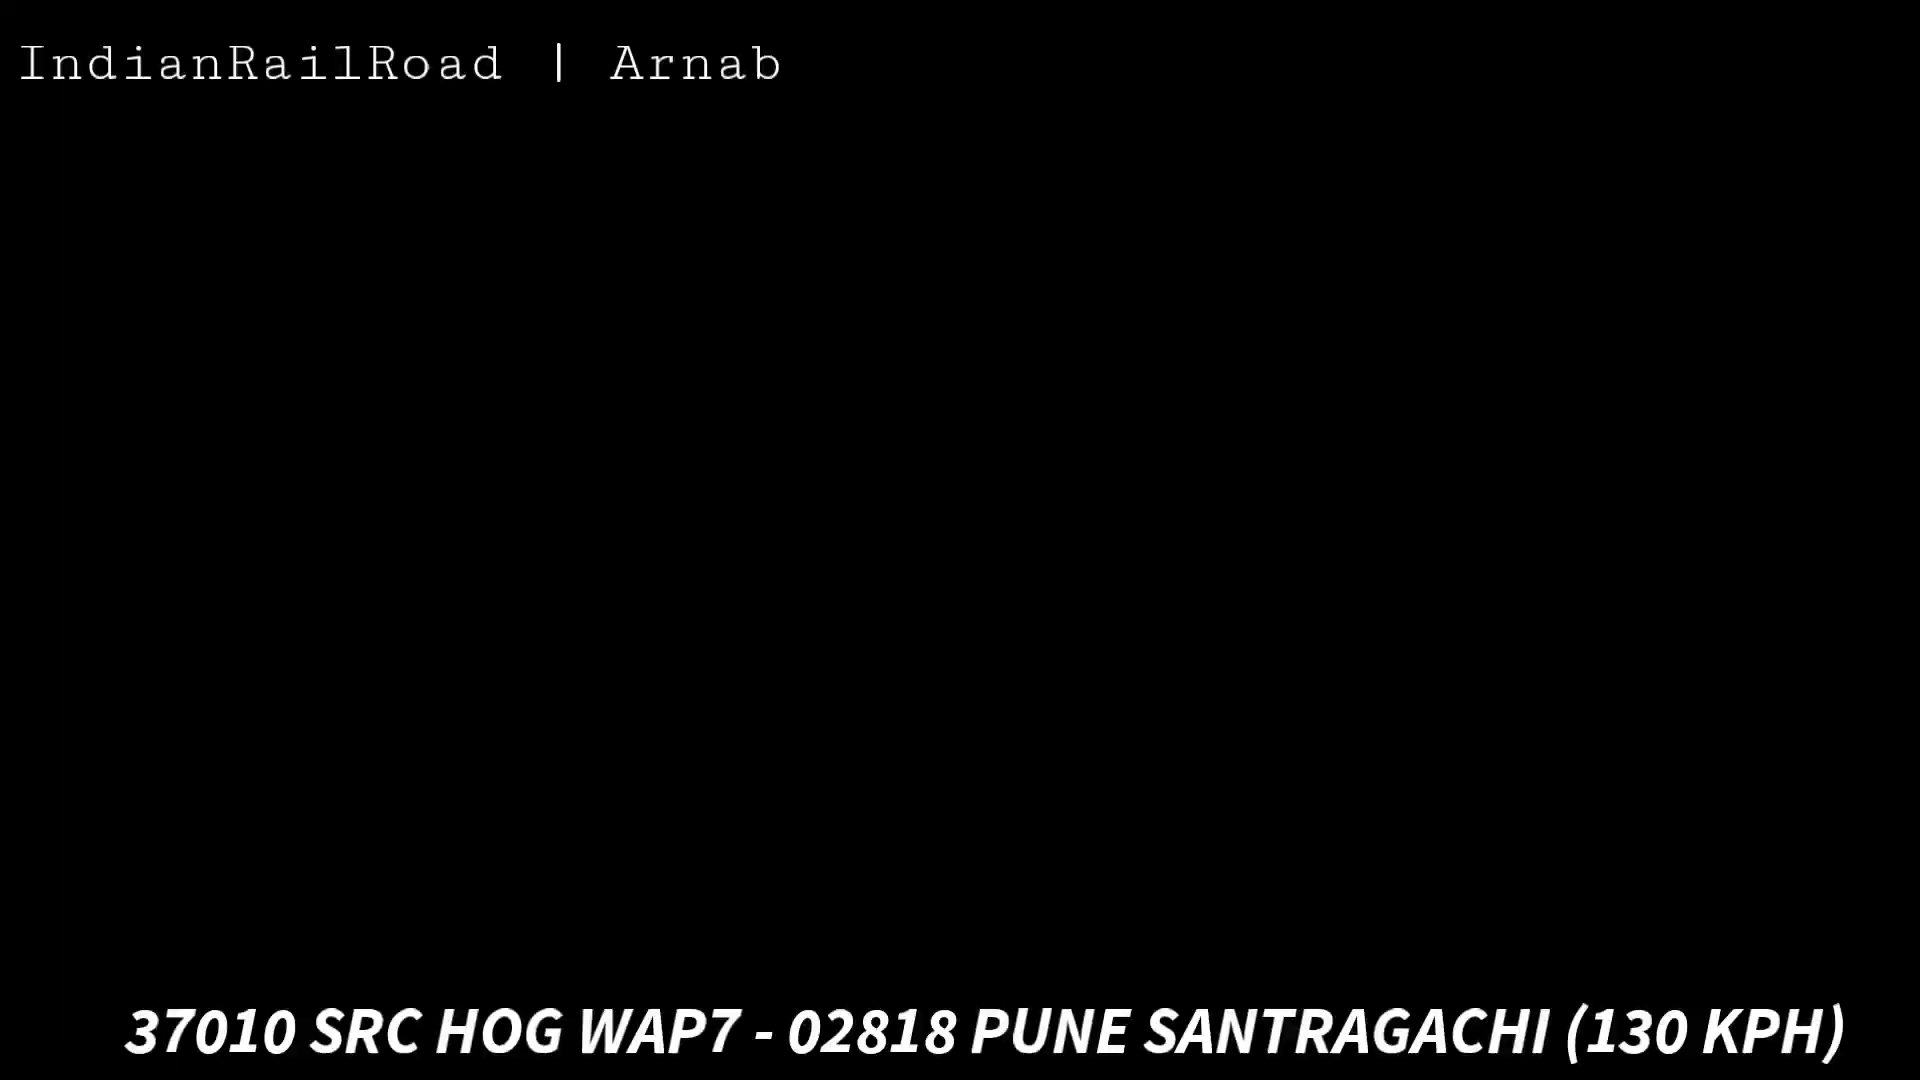 IndianRailRoad | Arnab
37010 SRC HOG WAP7 - 02818 PUNE SANTRAGACHI (130 KPH)